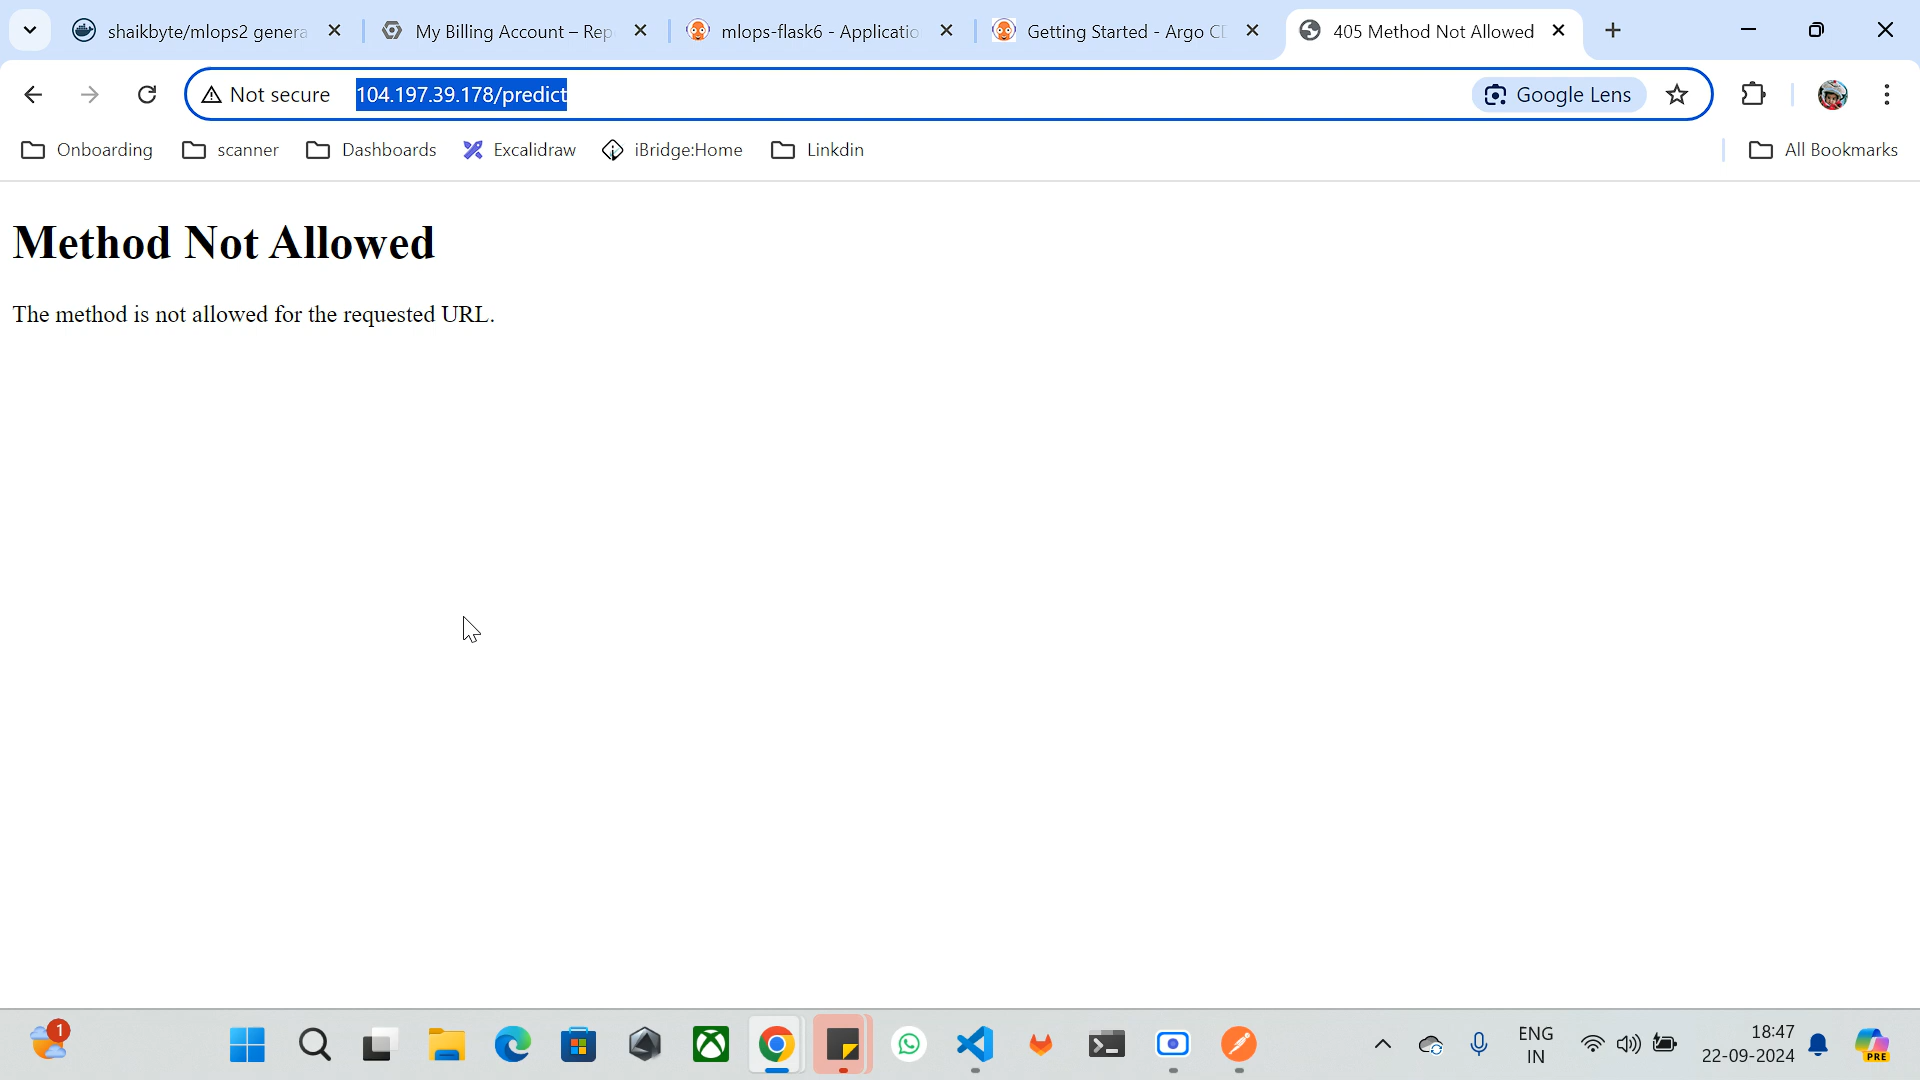 shaikbyte/mlops2 genera
My Billing Account – Rep
mlops-flask6 - Applicatio
Getting Started - Argo CD
405 Method Not Allowed
Not secure
104.197.39.178/predict
Google Lens
Onboarding
scanner
Dashboards
Excalidraw
iBridge:Home
Linkdin
All Bookmarks
Method Not Allowed
The method is not allowed for the requested URL.
1
ENG
IN
18:47
22-09-2024
PRE